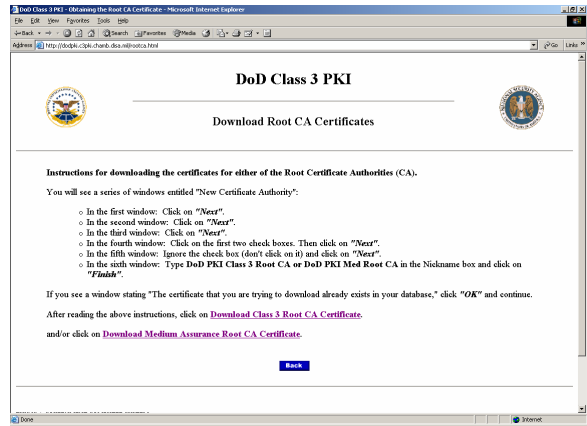 DoD Class 3 PKI - Obtaining the Root CA Certificate - Microsoft Internet Explorer
File Edit View Favorites Tools Help
Back Search Favorites Media
Address http://dodpki.c3pki.chamb.disa.mil/rootca.html Go Links »
DoD Class 3 PKI
Download Root CA Certificates
Instructions for downloading the certificates for either of the Root Certificate Authorities (CA).
You will see a series of windows entitled "New Certificate Authority":
In the first window: Click on "Next".
In the second window: Click on "Next".
In the third window: Click on "Next".
In the fourth window: Click on the first two check boxes. Then click on "Next".
In the fifth window: Ignore the check box (don't click on it) and click on "Next".
In the sixth window: Type DoD PKI Class 3 Root CA or DoD PKI Med Root CA in the Nickname box and click on
"Finish".
If you see a window stating "The certificate that you are trying to download already exists in your database," click "OK" and continue.
After reading the above instructions, click on Download Class 3 Root CA Certificate.
and/or click on Download Medium Assurance Root CA Certificate.
Back
Done Internet